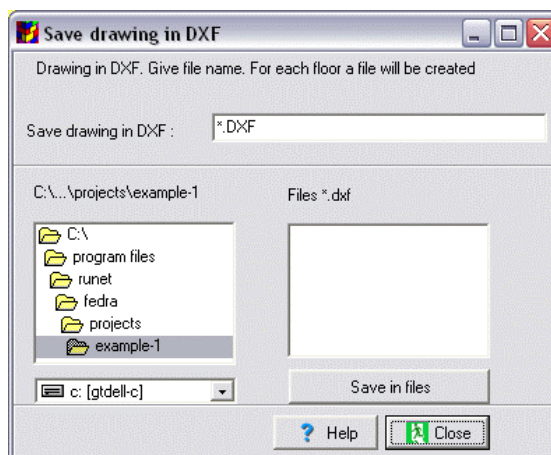 Save drawing in DXF
Drawing in DXF. Give file name. For each floor a file will be created
Save drawing in DXF :
*.DXF
C:\...\projects\example-1
Files *.dxf
C:\
program files
runet
fedra
projects
example-1
c: [gtdell-c]
Save in files
Help
Close